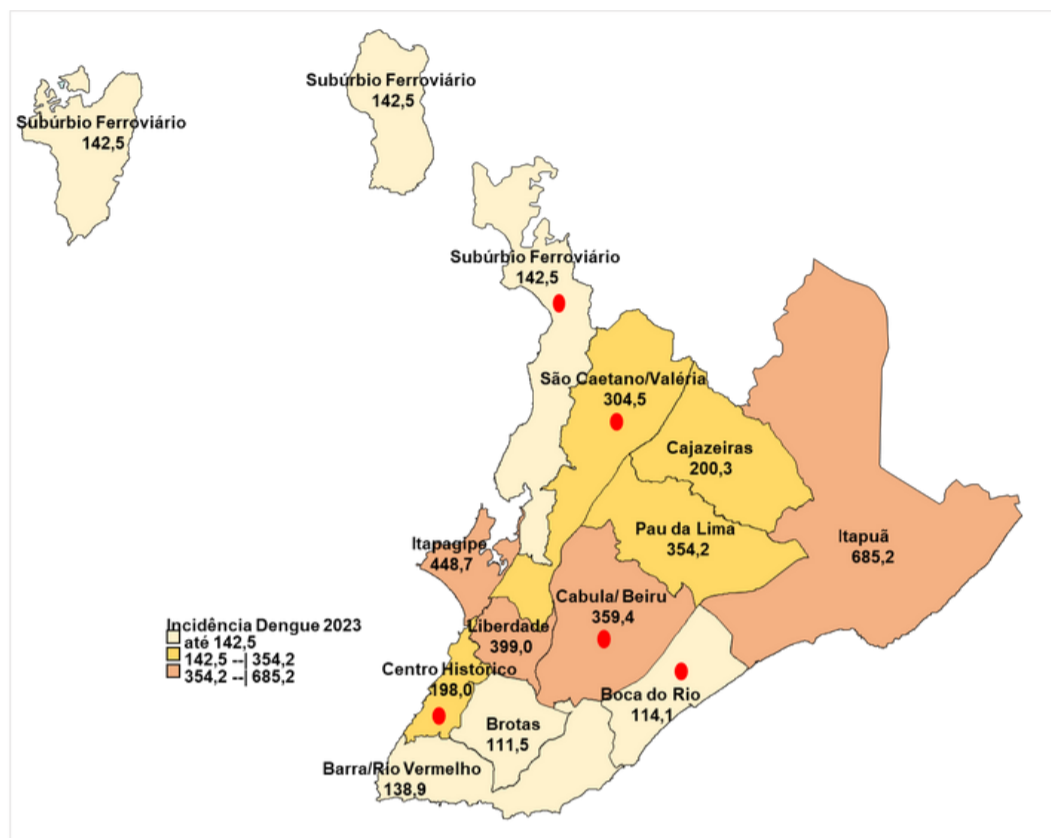 Subúrbio Ferroviário
142,5
Subúrbio Ferroviário
142,5
Subúrbio Ferroviário
142,5
São Caetano/Valéria
304,5
Cajazeiras
200,3
Pau da Lima
354,2
Itapuã
685,2
Itapagipe
448,7
Cabula/ Beiru
359,4
Liberdade
399,0
Incidência Dengue 2023
até 142,5
142,5 --| 354,2
354,2 --| 685,2
Centro Histórico
198,0
Boca do Rio
114,1
Brotas
111,5
Barra/Rio Vermelho
138,9